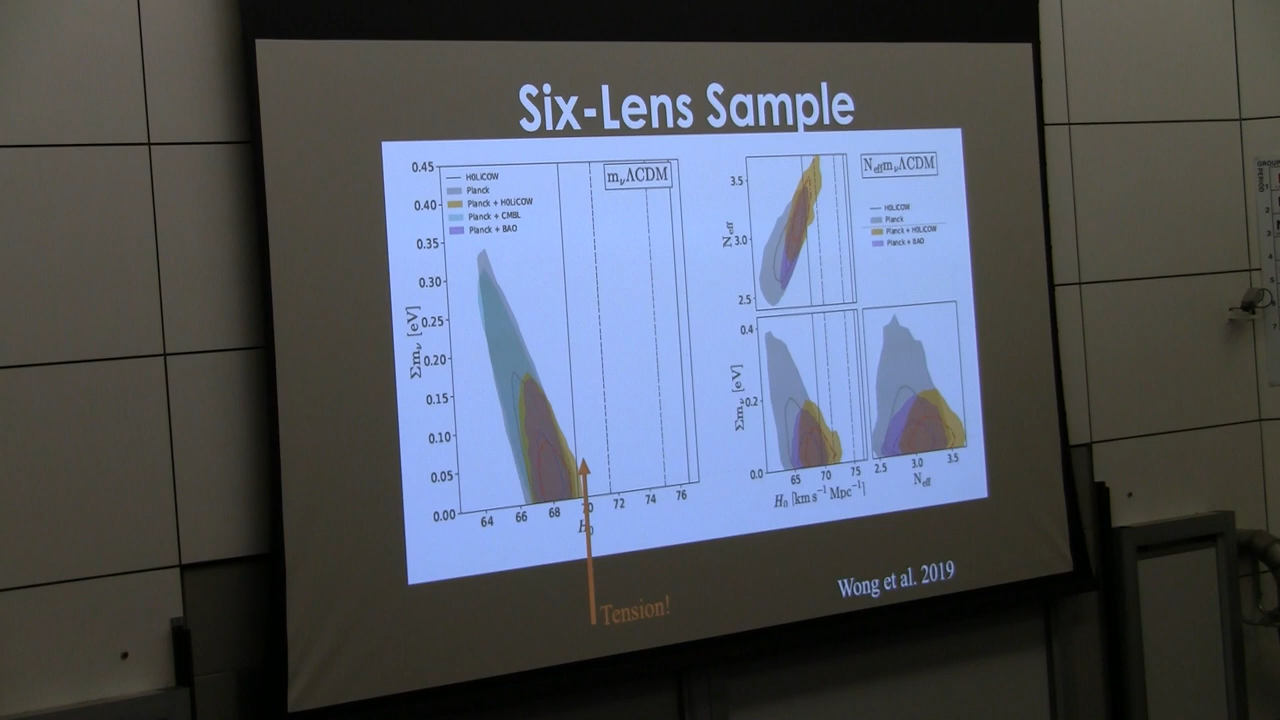 Six-Lens Sample
0.45
0.40
0.35
0.30
0.25
0.20
0.15
0.10
0.05
0.00
Σmν [eV]
H0LiCOW
Planck
Planck + H0LiCOW
Planck + CMBL
Planck + BAO
mνΛCDM
64 66 68 70 72 74 76
H0
Tension!
3.5
3.0
2.5
Neff
NeffmνΛCDM
H0LiCOW
Planck
Planck + H0LiCOW
Planck + BAO
0.4
0.2
0.0
Σmν [eV]
65 70 75
H0 [km s−1 Mpc−1]
2.5 3.0 3.5
Neff
Wong et al. 2019